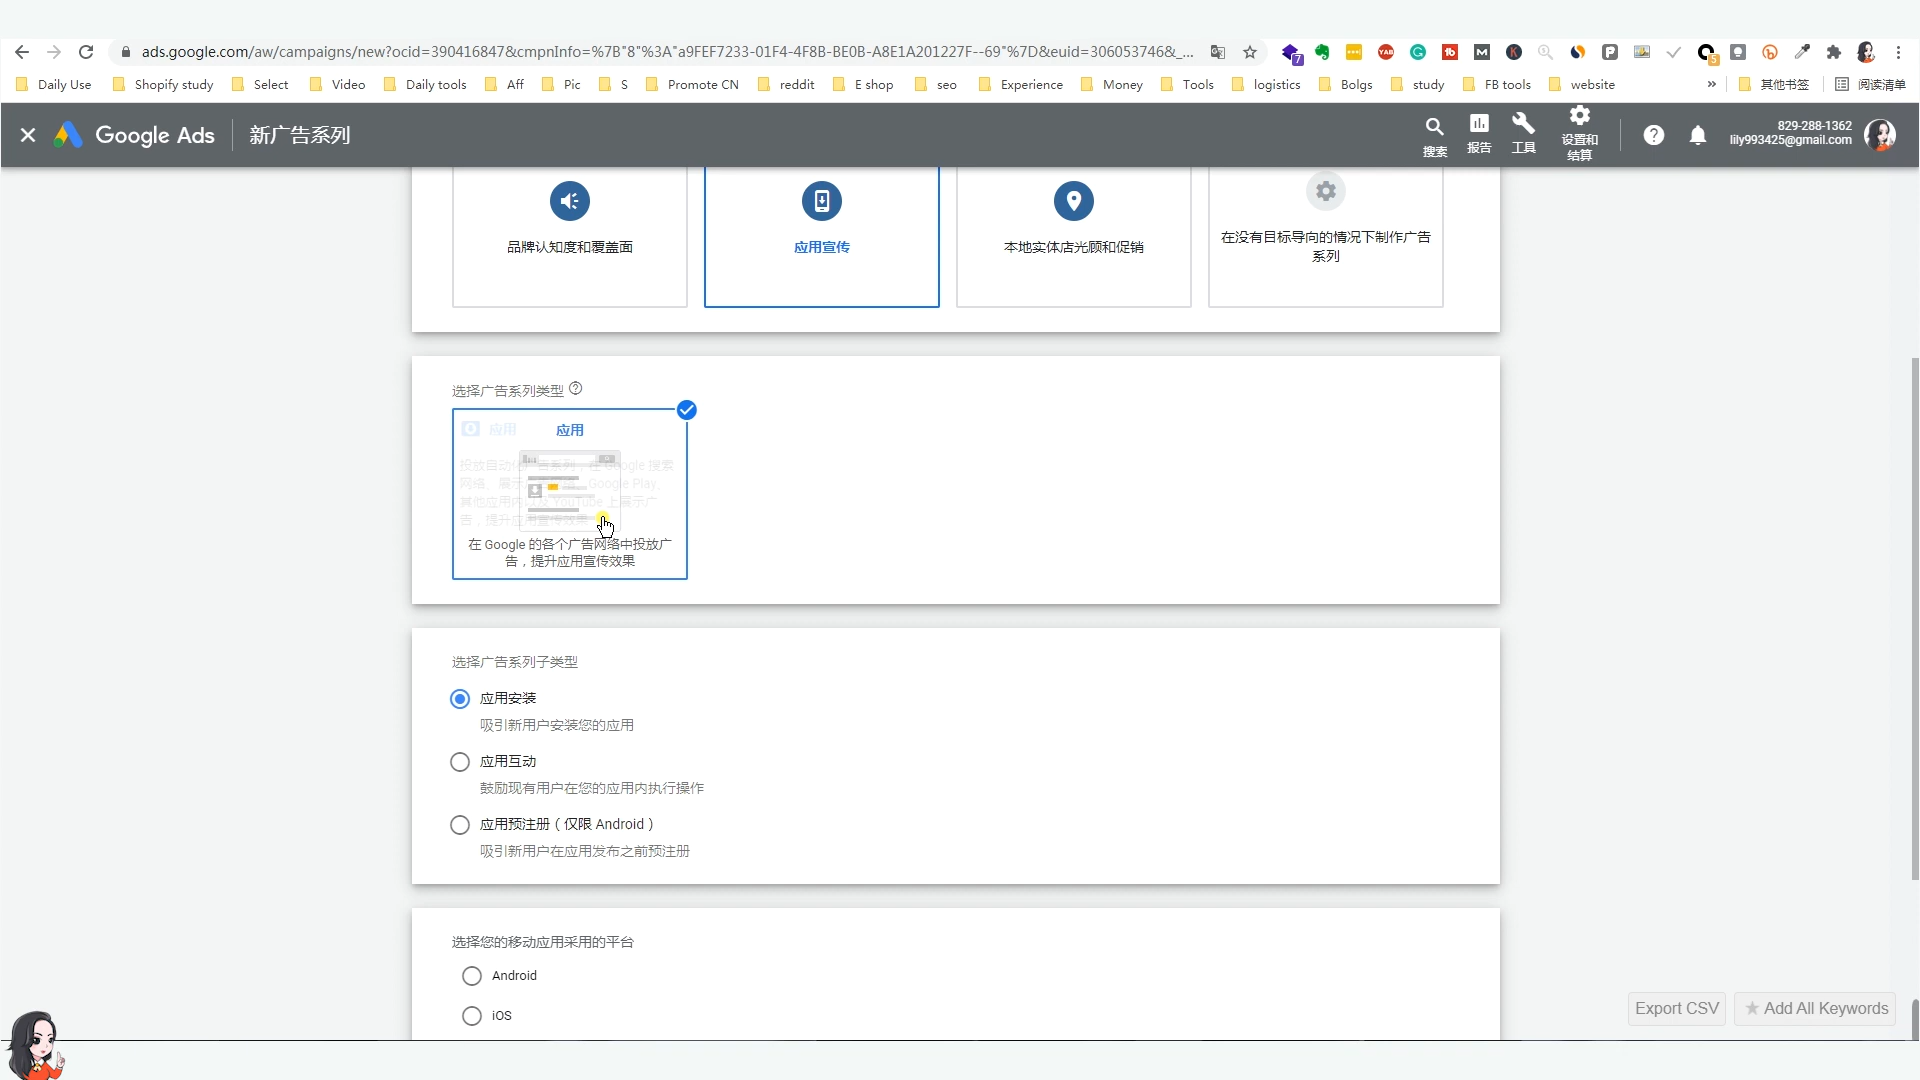 ads.google.com/aw/campaigns/new?ocid=390416847&cmpnInfo=%7B"8"%3A"a9FEF7233-01F4-4F8B-BE0B-A8E1A201227F--69"%7D&euid=306053746&_...
7
YAB
5
Daily Use
Shopify study
Select
Video
Daily tools
Aff
Pic
S
Promote CN
reddit
E shop
seo
Experience
Money
Tools
logistics
Bolgs
study
FB tools
website
»
其他书签
阅读清单
Google Ads
新广告系列
搜索
报告
工具
设置和
结算
829-288-1362
lily993425@gmail.com
品牌认知度和覆盖面
应用宣传
本地实体店光顾和促销
在没有目标导向的情况下制作广告
系列
选择广告系列类型
应用
应用
在 Google 的各个广告网络中投放广
告，提升应用宣传效果
选择广告系列子类型
应用安装
吸引新用户安装您的应用
应用互动
鼓励现有用户在您的应用内执行操作
应用预注册（仅限 Android）
吸引新用户在应用发布之前预注册
选择您的移动应用采用的平台
Android
iOS
Export CSV
Add All Keywords